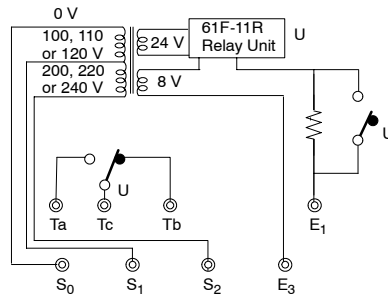 0 V
100, 110
or 120 V
200, 220
or 240 V
24 V
8 V
61F-11R
Relay Unit
U
U
U
Ta
Tc
Tb
E1
S0
S1
S2
E3